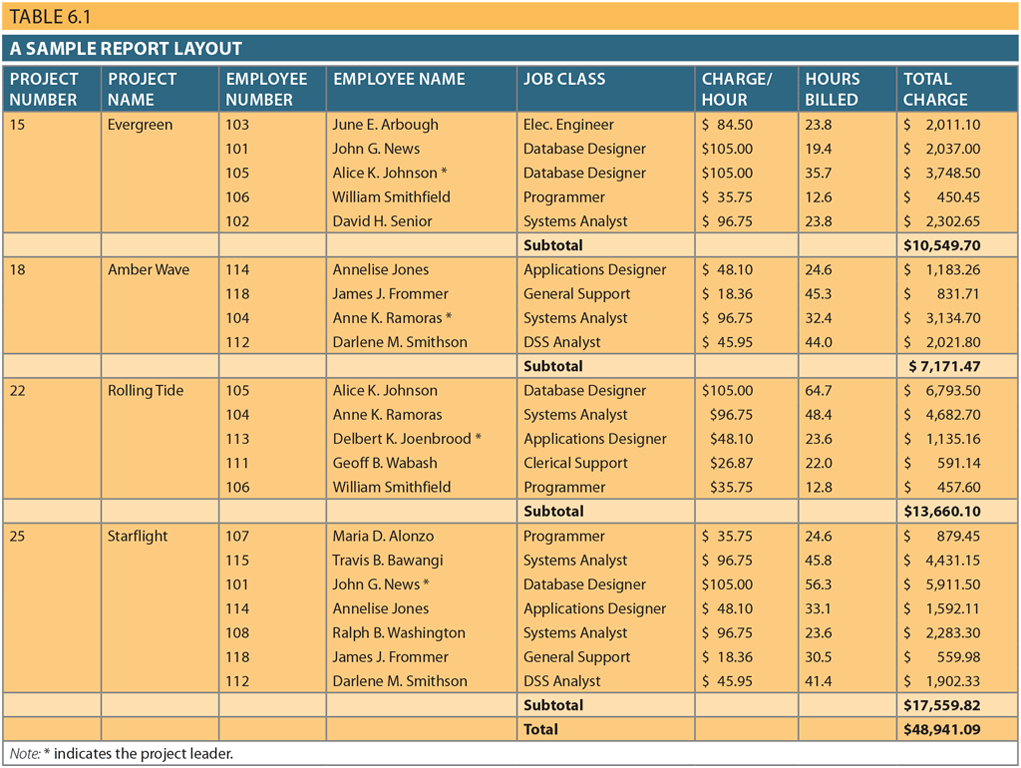 TABLE 6.1
A SAMPLE REPORT LAYOUT
PROJECT NUMBER PROJECT NAME EMPLOYEE NUMBER EMPLOYEE NAME JOB CLASS CHARGE/ HOUR HOURS BILLED TOTAL CHARGE
15 Evergreen 103 June E. Arbough Elec. Engineer $ 84.50 23.8 $ 2,011.10
101 John G. News Database Designer $105.00 19.4 $ 2,037.00
105 Alice K. Johnson * Database Designer $105.00 35.7 $ 3,748.50
106 William Smithfield Programmer $ 35.75 12.6 $ 450.45
102 David H. Senior Systems Analyst $ 96.75 23.8 $ 2,302.65
Subtotal $10,549.70
18 Amber Wave 114 Annelise Jones Applications Designer $ 48.10 24.6 $ 1,183.26
118 James J. Frommer General Support $ 18.36 45.3 $ 831.71
104 Anne K. Ramoras * Systems Analyst $ 96.75 32.4 $ 3,134.70
112 Darlene M. Smithson DSS Analyst $ 45.95 44.0 $ 2,021.80
Subtotal $ 7,171.47
22 Rolling Tide 105 Alice K. Johnson Database Designer $105.00 64.7 $ 6,793.50
104 Anne K. Ramoras Systems Analyst $96.75 48.4 $ 4,682.70
113 Delbert K. Joenbrood * Applications Designer $48.10 23.6 $ 1,135.16
111 Geoff B. Wabash Clerical Support $26.87 22.0 $ 591.14
106 William Smithfield Programmer $35.75 12.8 $ 457.60
Subtotal $13,660.10
25 Starflight 107 Maria D. Alonzo Programmer $ 35.75 24.6 $ 879.45
115 Travis B. Bawangi Systems Analyst $ 96.75 45.8 $ 4,431.15
101 John G. News * Database Designer $105.00 56.3 $ 5,911.50
114 Annelise Jones Applications Designer $ 48.10 33.1 $ 1,592.11
108 Ralph B. Washington Systems Analyst $ 96.75 23.6 $ 2,283.30
118 James J. Frommer General Support $ 18.36 30.5 $ 559.98
112 Darlene M. Smithson DSS Analyst $ 45.95 41.4 $ 1,902.33
Subtotal $17,559.82
Total $48,941.09
Note: * indicates the project leader.